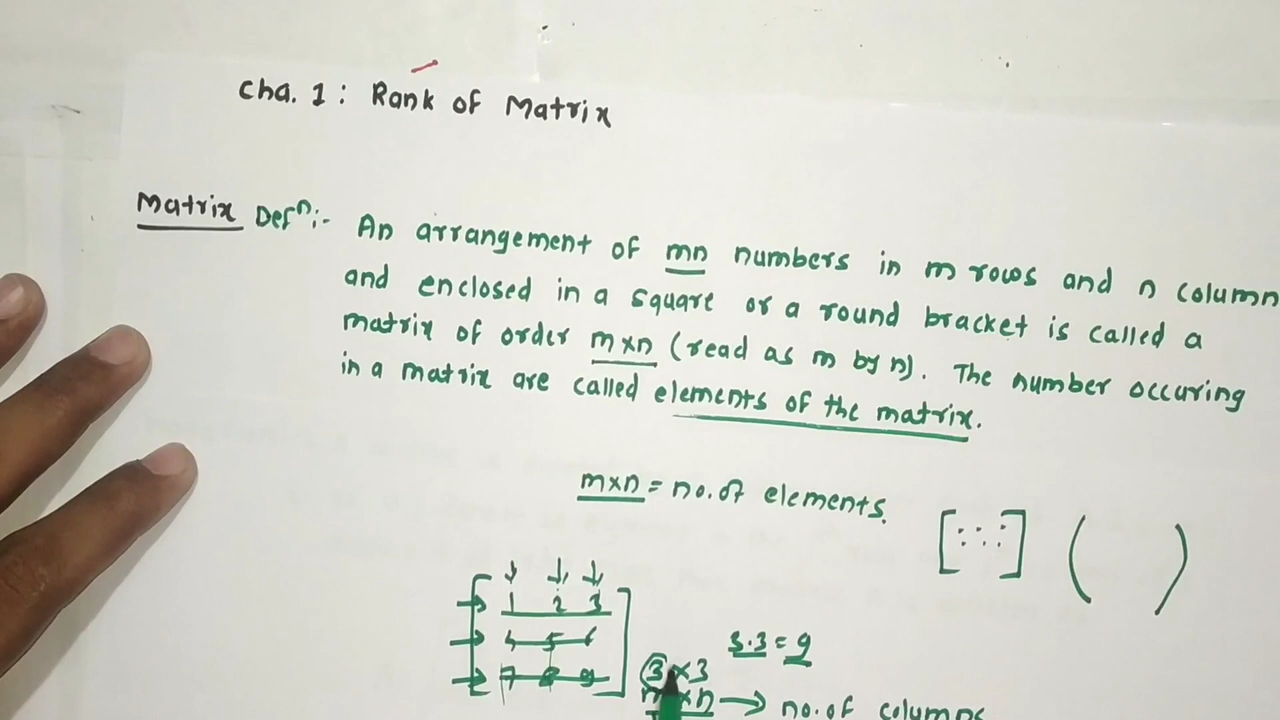 Cha. 1 : Rank of Matrix
Matrix Defⁿ:- An arrangement of mn numbers in m rows and n column
and enclosed in a square or a round bracket is called a
matrix of order m×n (read as m by n). The number occuring
in a matrix are called elements of the matrix.
m×n = no. of elements.
[ ] ( )
1 2 3
4 5 6
7 8 9
3×3 3.3 = 9
m×n → no. of columns